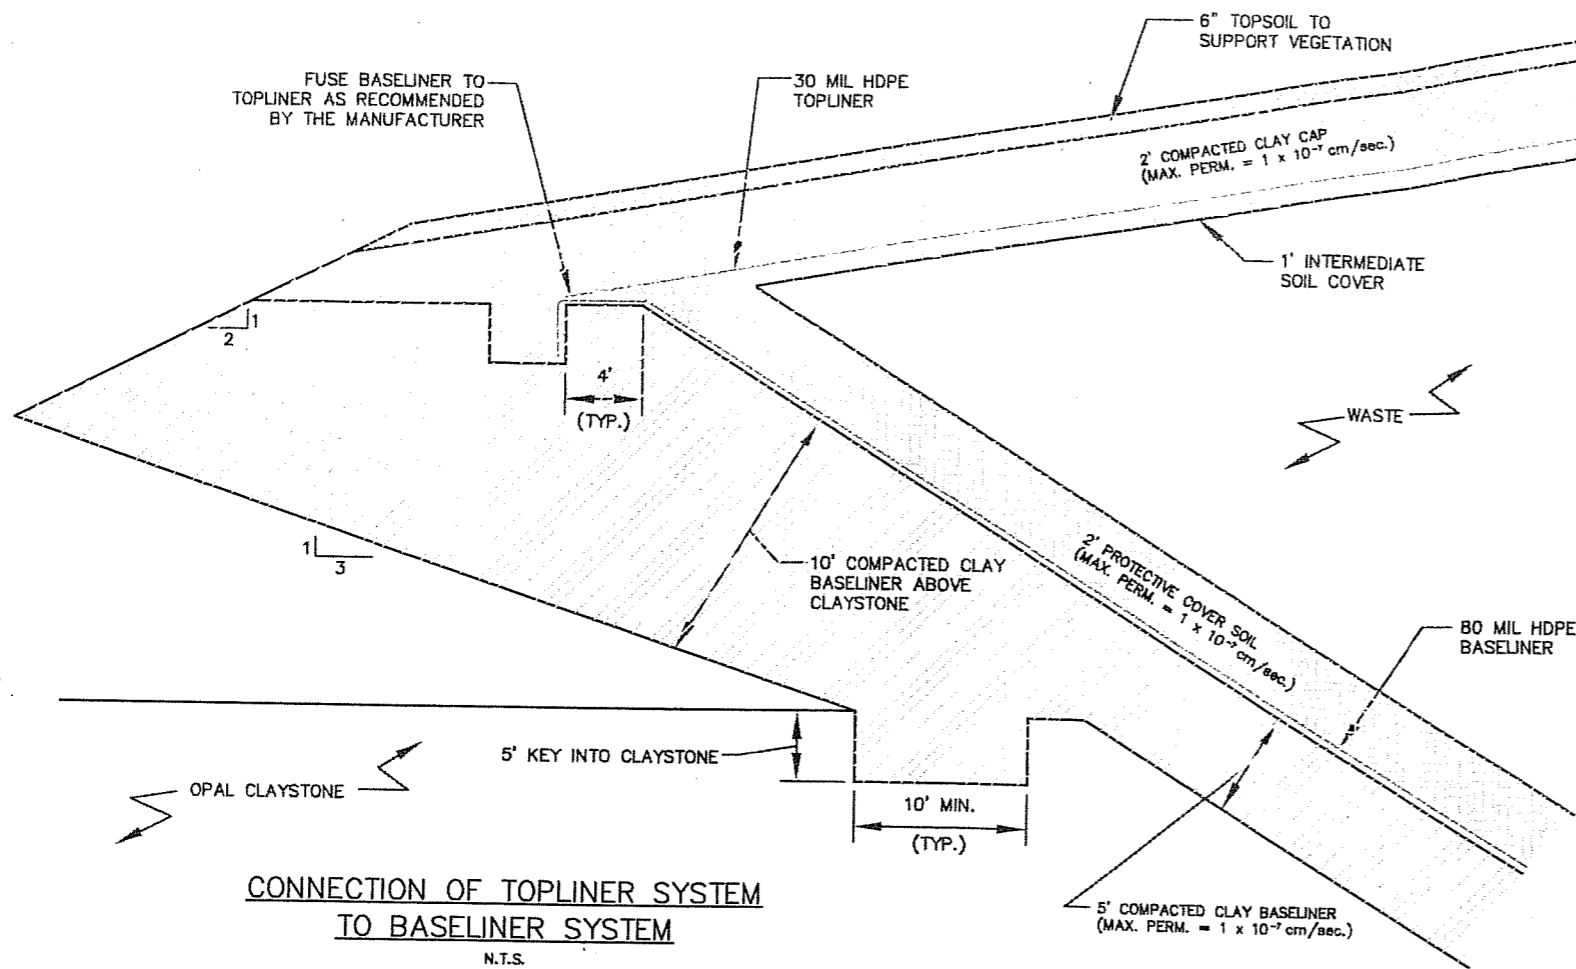 6" TOPSOIL TO
SUPPORT VEGETATION
FUSE BASELINER TO
TOPLINER AS RECOMMENDED
BY THE MANUFACTURER
30 MIL HDPE
TOPLINER
2' COMPACTED CLAY CAP
(MAX. PERM. = 1 x 10⁻⁷ cm/sec.)
1' INTERMEDIATE
SOIL COVER
1
2
4'
(TYP.)
WASTE
1
3
10' COMPACTED CLAY
BASELINER ABOVE
CLAYSTONE
2' PROTECTIVE COVER SOIL
(MAX. PERM. = 1 x 10⁻⁷ cm/sec.)
80 MIL HDPE
BASELINER
5' KEY INTO CLAYSTONE
OPAL CLAYSTONE
10' MIN.
(TYP.)
5' COMPACTED CLAY BASELINER
(MAX. PERM. = 1 x 10⁻⁷ cm/sec.)
CONNECTION OF TOPLINER SYSTEM
TO BASELINER SYSTEM
N.T.S.